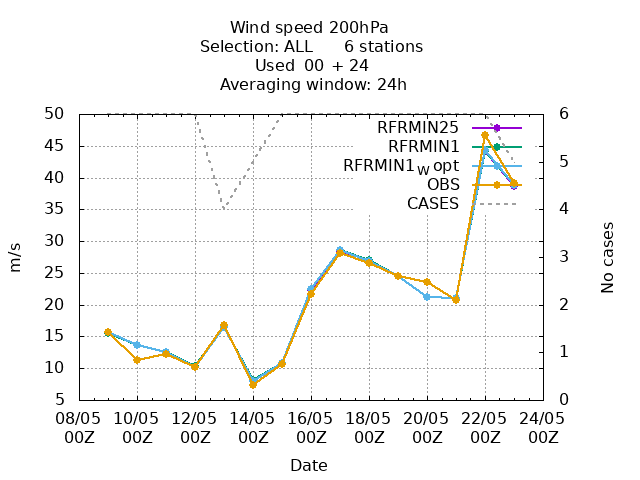 Wind speed 200hPa
Selection: ALL 6 stations
Used 00 + 24
Averaging window: 24h
50
45
40
35
30
25
20
15
10
5
6
5
4
3
2
1
0
m/s
No cases
RFRMIN25
RFRMIN1
RFRMIN1w opt
OBS
CASES
08/05 10/05 12/05 14/05 16/05 18/05 20/05 22/05 24/05
00Z 00Z 00Z 00Z 00Z 00Z 00Z 00Z 00Z
Date